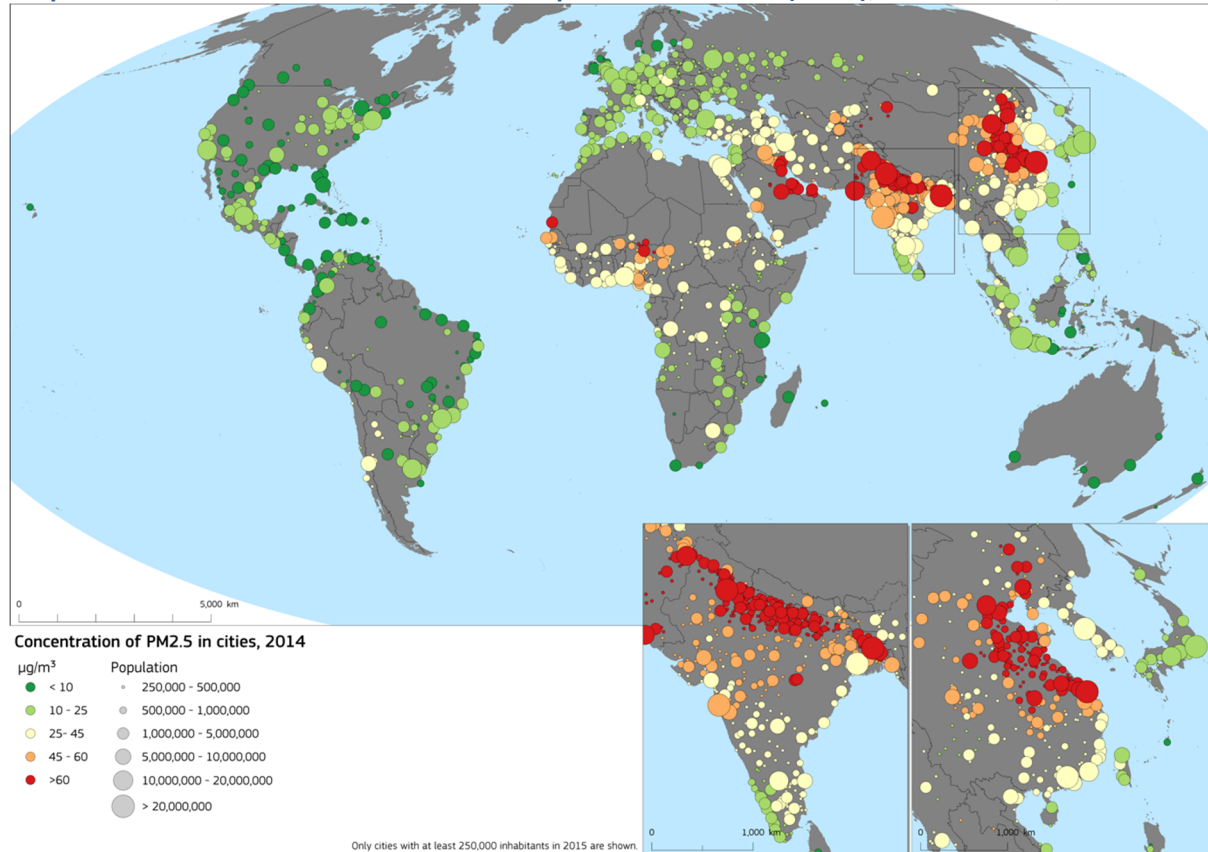 0 5,000 km
Concentration of PM2.5 in cities, 2014
µg/m³ Population
< 10 250,000 - 500,000
10 - 25 500,000 - 1,000,000
25- 45 1,000,000 - 5,000,000
45 - 60 5,000,000 - 10,000,000
>60 10,000,000 - 20,000,000
> 20,000,000
Only cities with at least 250,000 inhabitants in 2015 are shown.
0 1,000 km
0 1,000 km